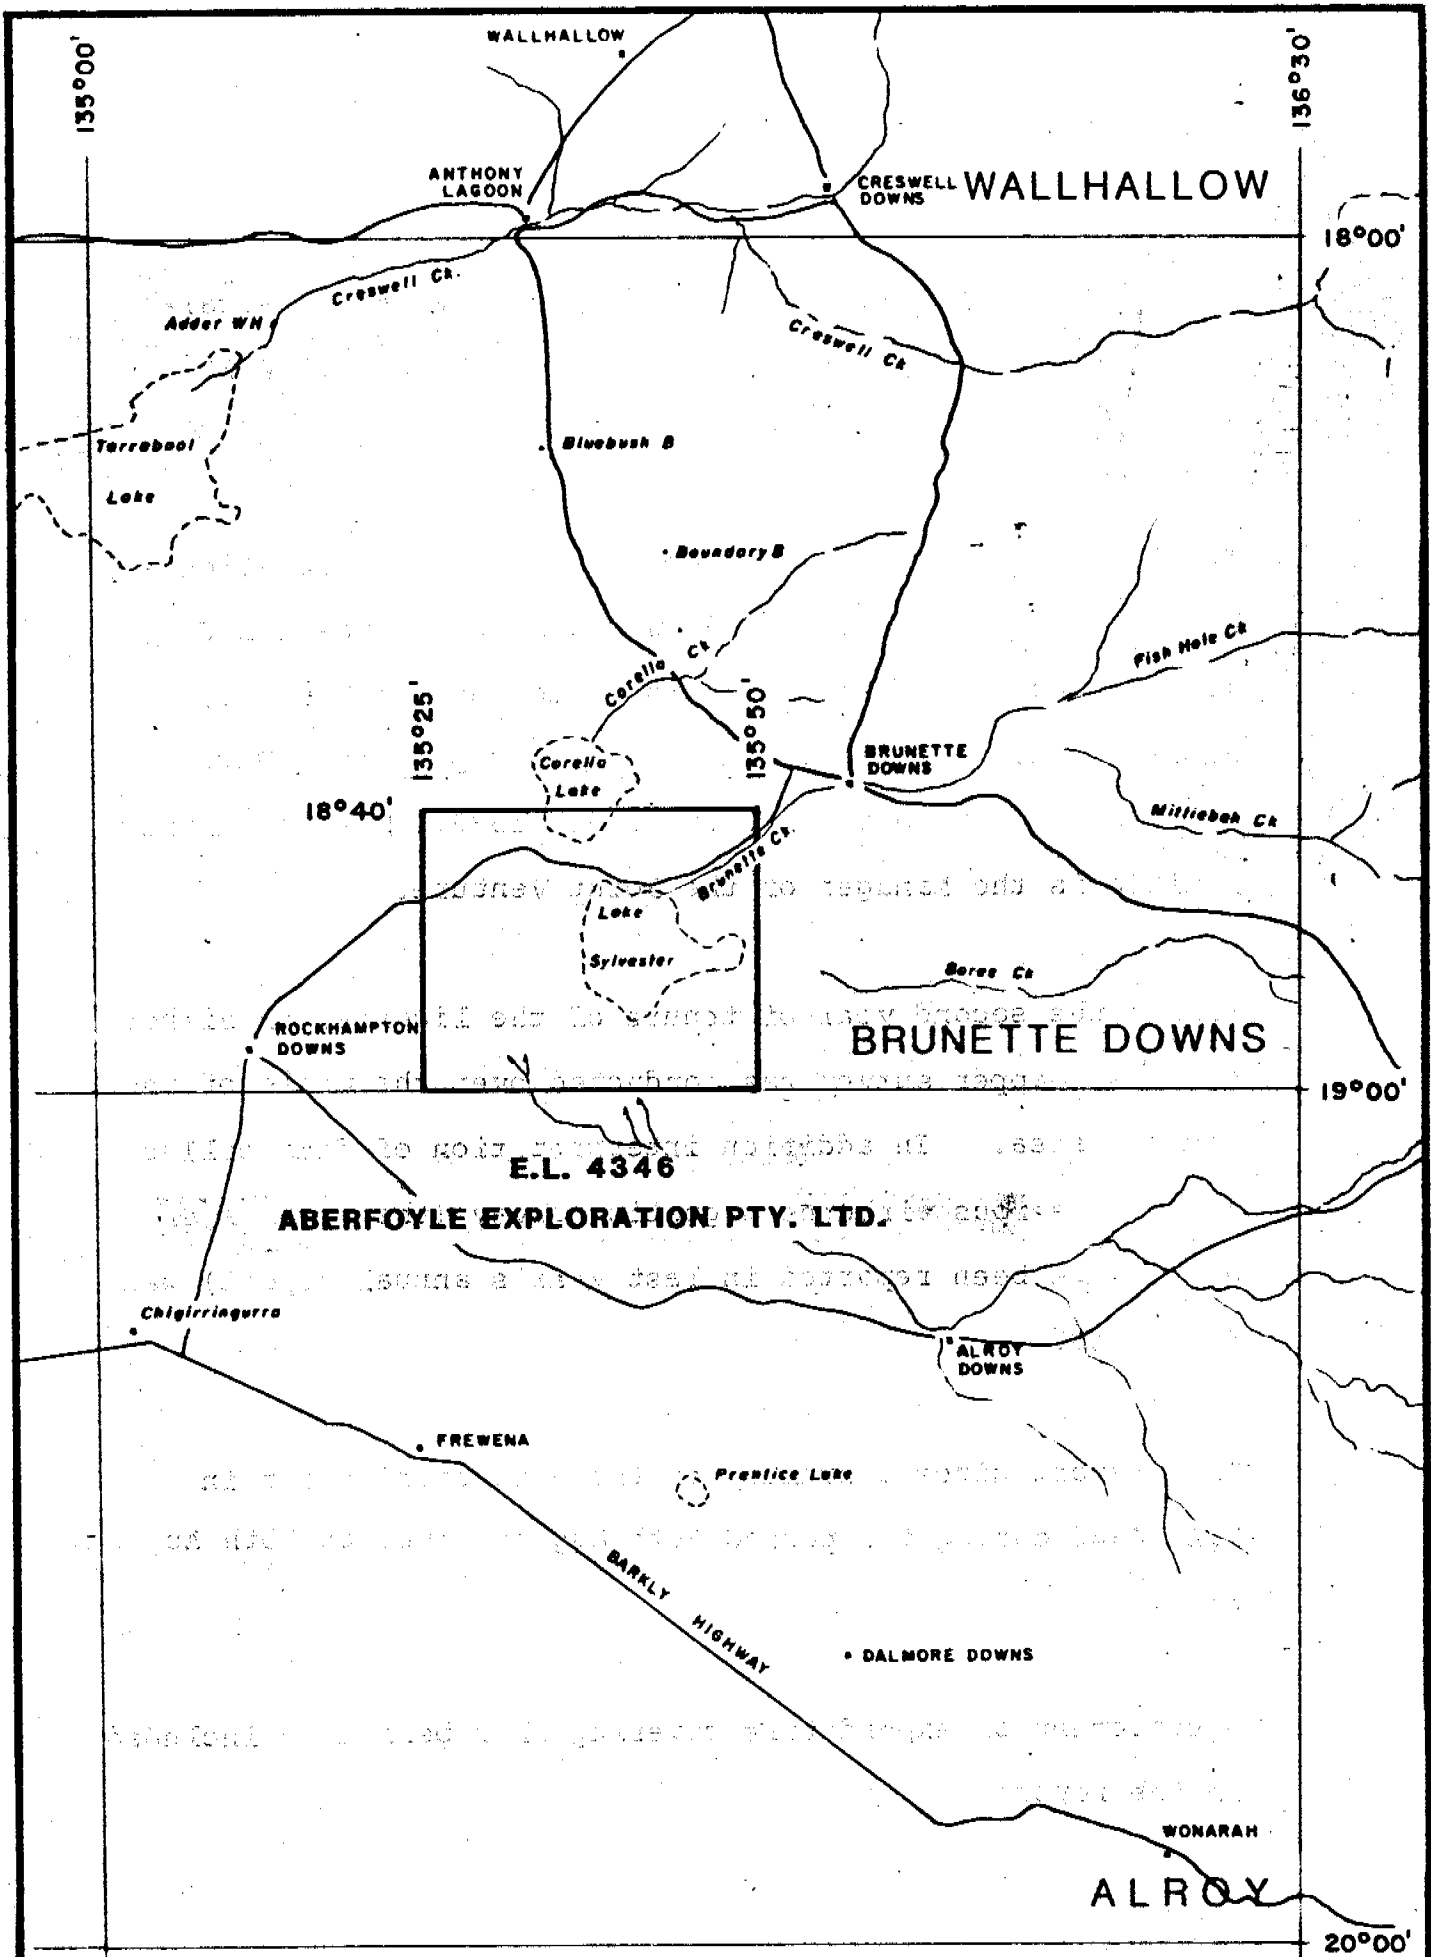 WALLHALLOW
135°00'
136°30'
ANTHONY
LAGOON
CRESWELL
DOWNS
WALLHALLOW
18°00'
Creswell Ck.
Adder WH
Creswell Ck
Tarrabool
Lake
Bluebush B
Boundary B
Fish Hole Ck
Corella Ck
135°25'
135°50'
BRUNETTE
DOWNS
Corella
Lake
18°40'
Mittiebah Ck
Brunette Ck.
Lake
Sylvester
Boree Ck
ROCKHAMPTON
DOWNS
BRUNETTE DOWNS
19°00'
E.L. 4346
ABERFOYLE EXPLORATION PTY. LTD.
Chigirringurra
ALROY
DOWNS
FREWENA
Prentice Lake
BARKLY
HIGHWAY
DALMORE DOWNS
WONARAH
ALROY
20°00'